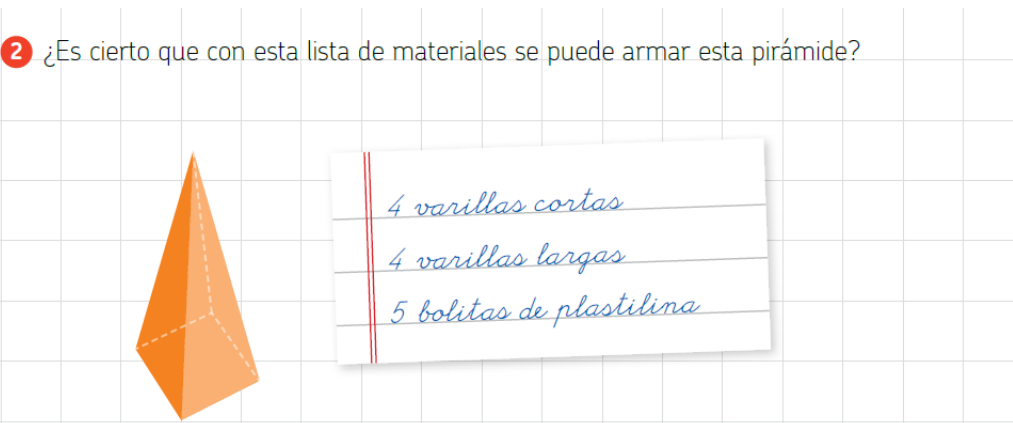 2 ¿Es cierto que con esta lista de materiales se puede armar esta pirámide?
4 varillas cortas
4 varillas largas
5 bolitas de plastilina